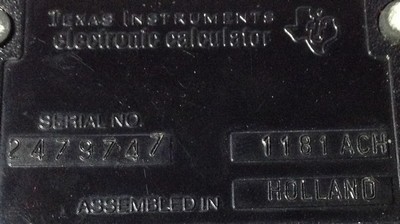 TEXAS INSTRUMENTS
electronic calculator
SERIAL NO.
2479747 1181 ACH
ASSEMBLED IN HOLLAND